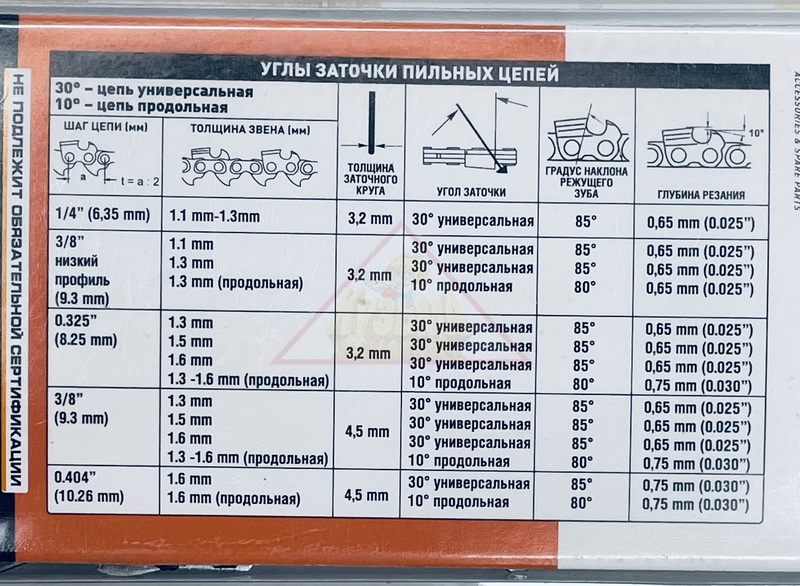 УГЛЫ ЗАТОЧКИ ПИЛЬНЫХ ЦЕПЕЙ
30° – цепь универсальная
10° – цепь продольная
ШАГ ЦЕПИ (мм)
a
t = a : 2
ТОЛЩИНА ЗВЕНА (мм)
ТОЛЩИНА
ЗАТОЧНОГО
КРУГА
УГОЛ ЗАТОЧКИ
ГРАДУС НАКЛОНА
РЕЖУЩЕГО
ЗУБА
10°
ГЛУБИНА РЕЗАНИЯ
1/4” (6,35 mm) 1.1 mm-1.3mm 3,2 mm 30° универсальная 85° 0,65 mm (0.025”)
3/8” 1.1 mm 30° универсальная 85° 0,65 mm (0.025”)
низкий 1.3 mm 3,2 mm 30° универсальная 85° 0,65 mm (0.025”)
профиль 1.3 mm (продольная) 10° продольная 80° 0,65 mm (0.025”)
(9.3 mm)
0.325” 1.3 mm 30° универсальная 85° 0,65 mm (0.025”)
(8.25 mm) 1.5 mm 3,2 mm 30° универсальная 85° 0,65 mm (0.025”)
1.6 mm 30° универсальная 85° 0,65 mm (0.025”)
1.3 -1.6 mm (продольная) 10° продольная 80° 0,75 mm (0.030”)
3/8” 1.3 mm 30° универсальная 85° 0,65 mm (0.025”)
(9.3 mm) 1.5 mm 4,5 mm 30° универсальная 85° 0,65 mm (0.025”)
1.6 mm 30° универсальная 85° 0,65 mm (0.025”)
1.3 -1.6 mm (продольная) 10° продольная 80° 0,75 mm (0.030”)
0.404” 1.6 mm 4,5 mm 30° универсальная 85° 0,75 mm (0.030”)
(10.26 mm) 1.6 mm (продольная) 10° продольная 80° 0,75 mm (0.030”)
НЕ ПОДЛЕЖИТ ОБЯЗАТЕЛЬНОЙ СЕРТИФИКАЦИИ
ACCESSORIES & SPARE PARTS